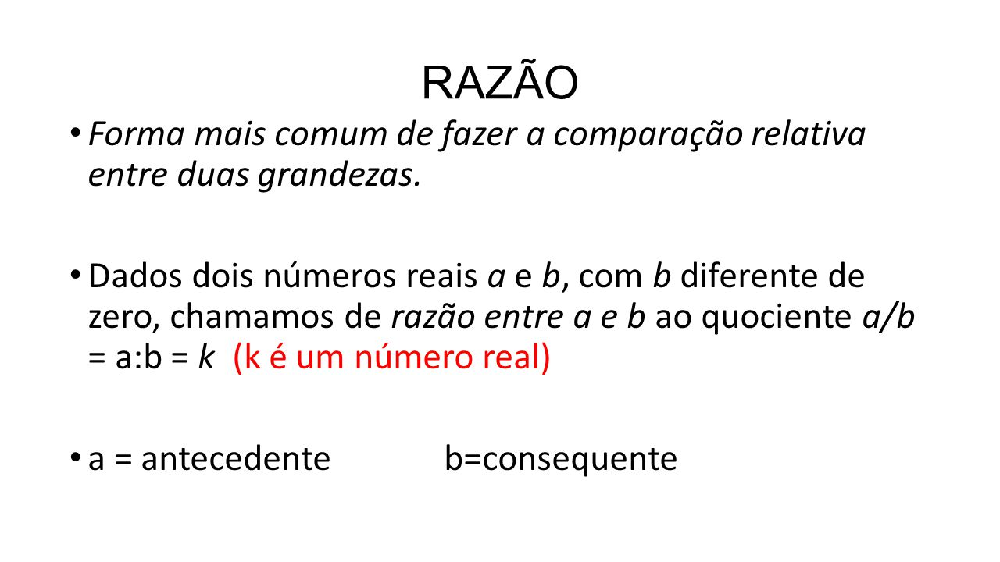 RAZÃO
• Forma mais comum de fazer a comparação relativa
entre duas grandezas.
• Dados dois números reais a e b, com b diferente de
zero, chamamos de razão entre a e b ao quociente a/b
= a:b = k (k é um número real)
• a = antecedente b=consequente